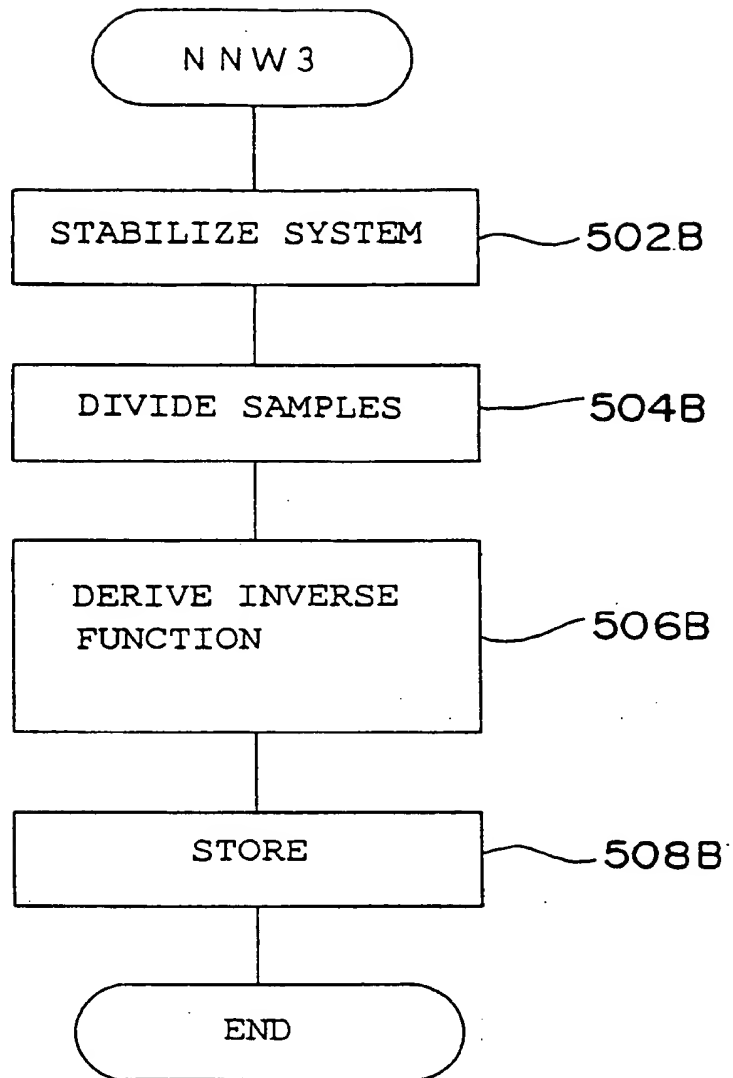 NNW3
STABILIZE SYSTEM
502B
DIVIDE SAMPLES
504B
DERIVE INVERSE
FUNCTION
506B
STORE
508B
END